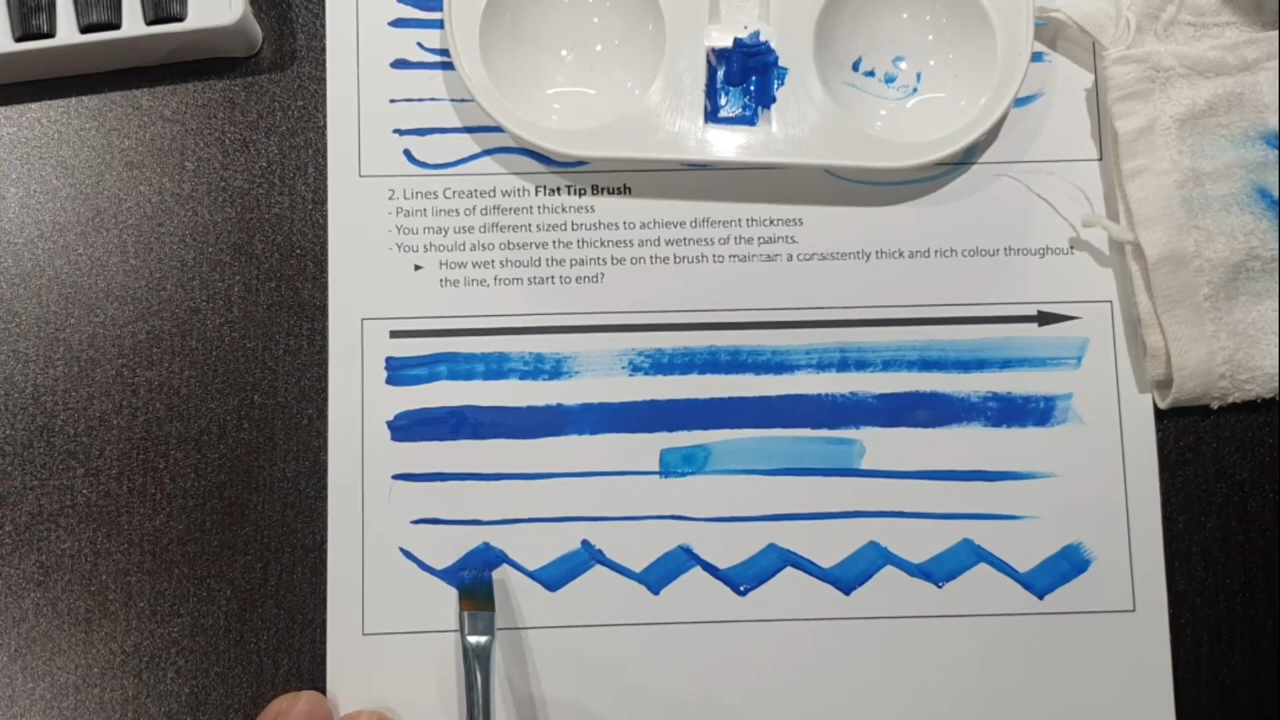 2. Lines Created with Flat Tip Brush
- Paint lines of different thickness
- You may use different sized brushes to achieve different thickness
- You should also observe the thickness and wetness of the paints.
► How wet should the paints be on the brush to maintain a consistently thick and rich colour throughout
the line, from start to end?